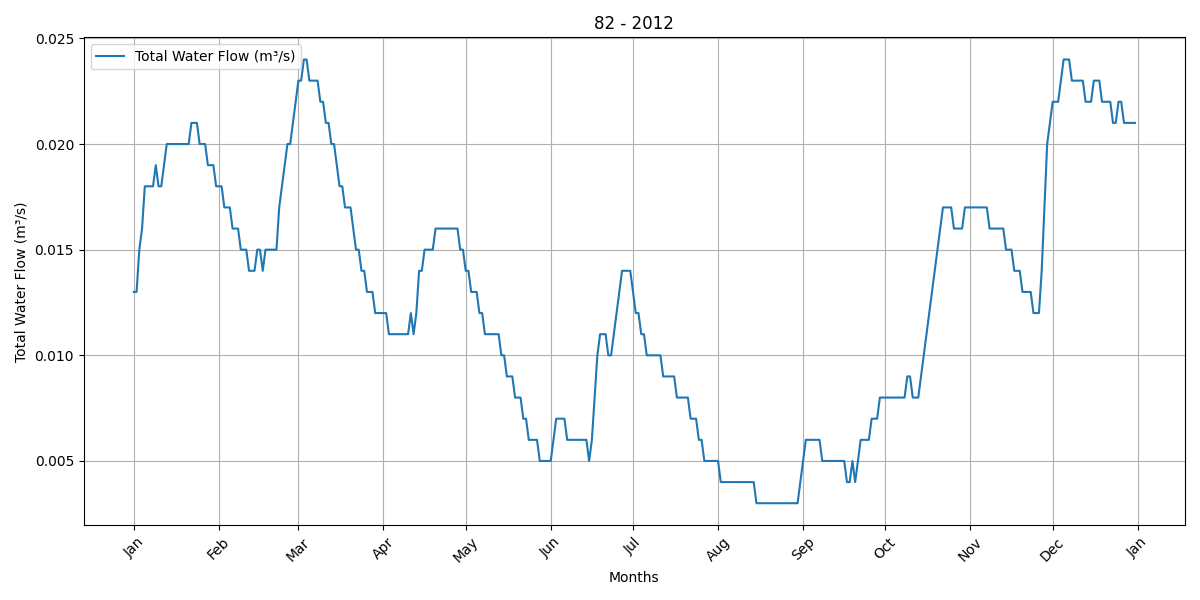 82 - 2012
Total Water Flow (m³/s)
0.025
0.020
0.015
0.010
0.005
Total Water Flow (m³/s)
Jan
Feb
Mar
Apr
May
Jun
Jul
Aug
Sep
Oct
Nov
Dec
Jan
Months